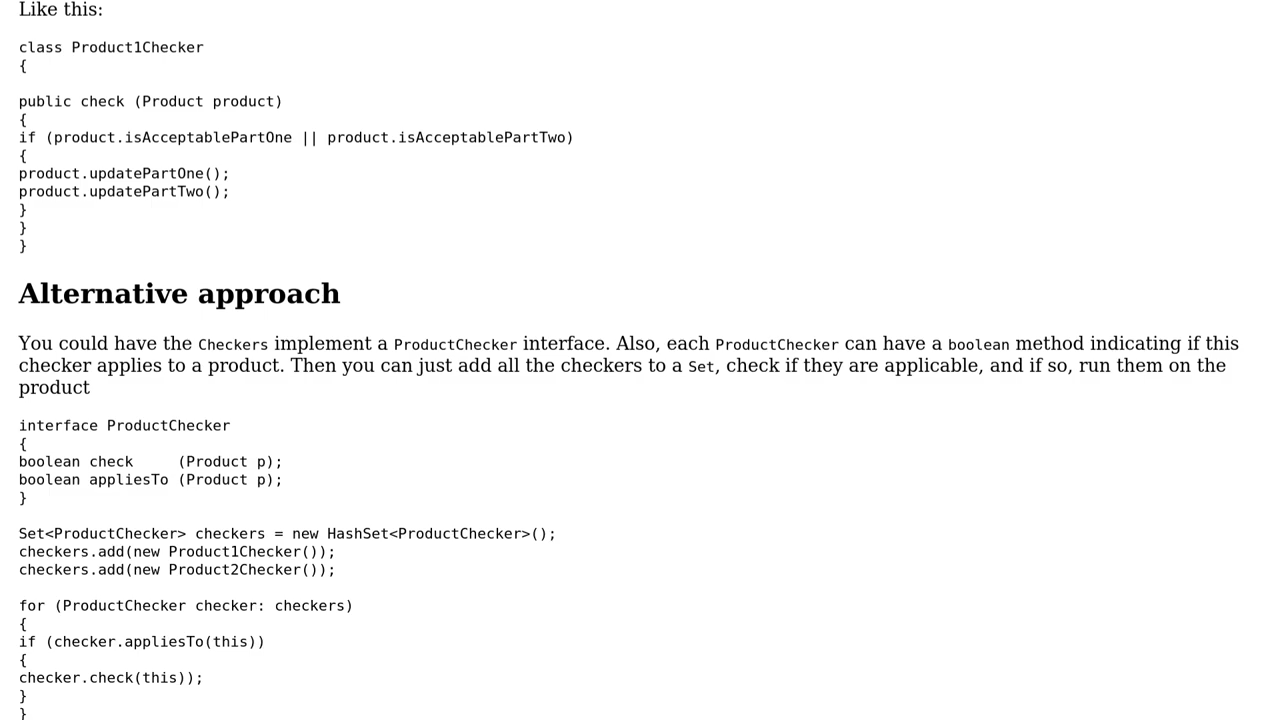 Like this:
class Product1Checker
{
public check (Product product)
{
if (product.isAcceptablePartOne || product.isAcceptablePartTwo)
{
product.updatePartOne();
product.updatePartTwo();
}
}
}
Alternative approach
You could have the Checkers implement a ProductChecker interface. Also, each ProductChecker can have a boolean method indicating if this
checker applies to a product. Then you can just add all the checkers to a Set, check if they are applicable, and if so, run them on the
product
interface ProductChecker
{
boolean check     (Product p);
boolean appliesTo (Product p);
}
Set<ProductChecker> checkers = new HashSet<ProductChecker>();
checkers.add(new Product1Checker());
checkers.add(new Product2Checker());
for (ProductChecker checker: checkers)
{
if (checker.appliesTo(this))
{
checker.check(this));
}
}